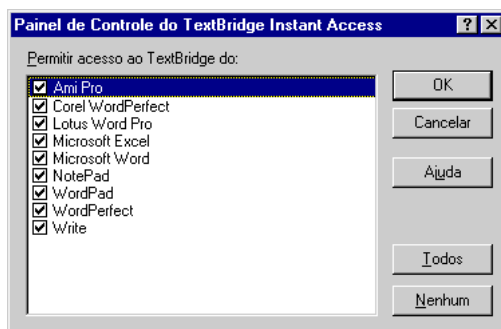 Painel de Controle do TextBridge Instant Access
Permitir acesso ao TextBridge do:
Ami Pro
Corel WordPerfect
Lotus Word Pro
Microsoft Excel
Microsoft Word
NotePad
WordPad
WordPerfect
Write
OK
Cancelar
Ajuda
Todos
Nenhum